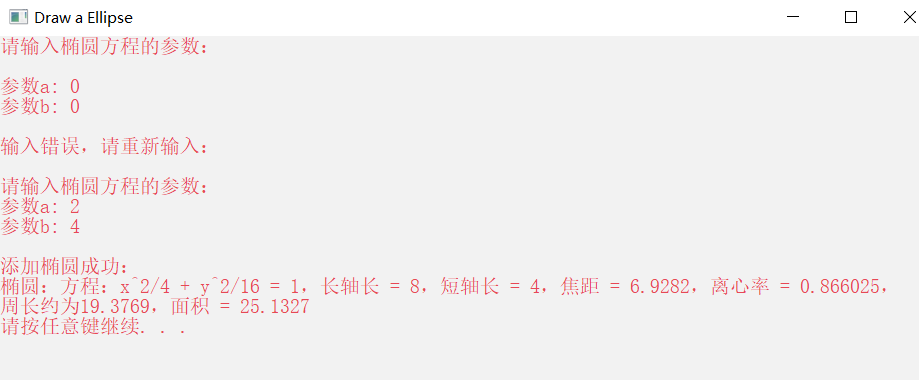 Draw a Ellipse
请输入椭圆方程的参数：
参数a: 0
参数b: 0
输入错误，请重新输入：
请输入椭圆方程的参数：
参数a: 2
参数b: 4
添加椭圆成功：
椭圆：方程：x^2/4 + y^2/16 = 1，长轴长 = 8，短轴长 = 4，焦距 = 6.9282，离心率 = 0.866025，
周长约为19.3769，面积 = 25.1327
请按任意键继续. . .